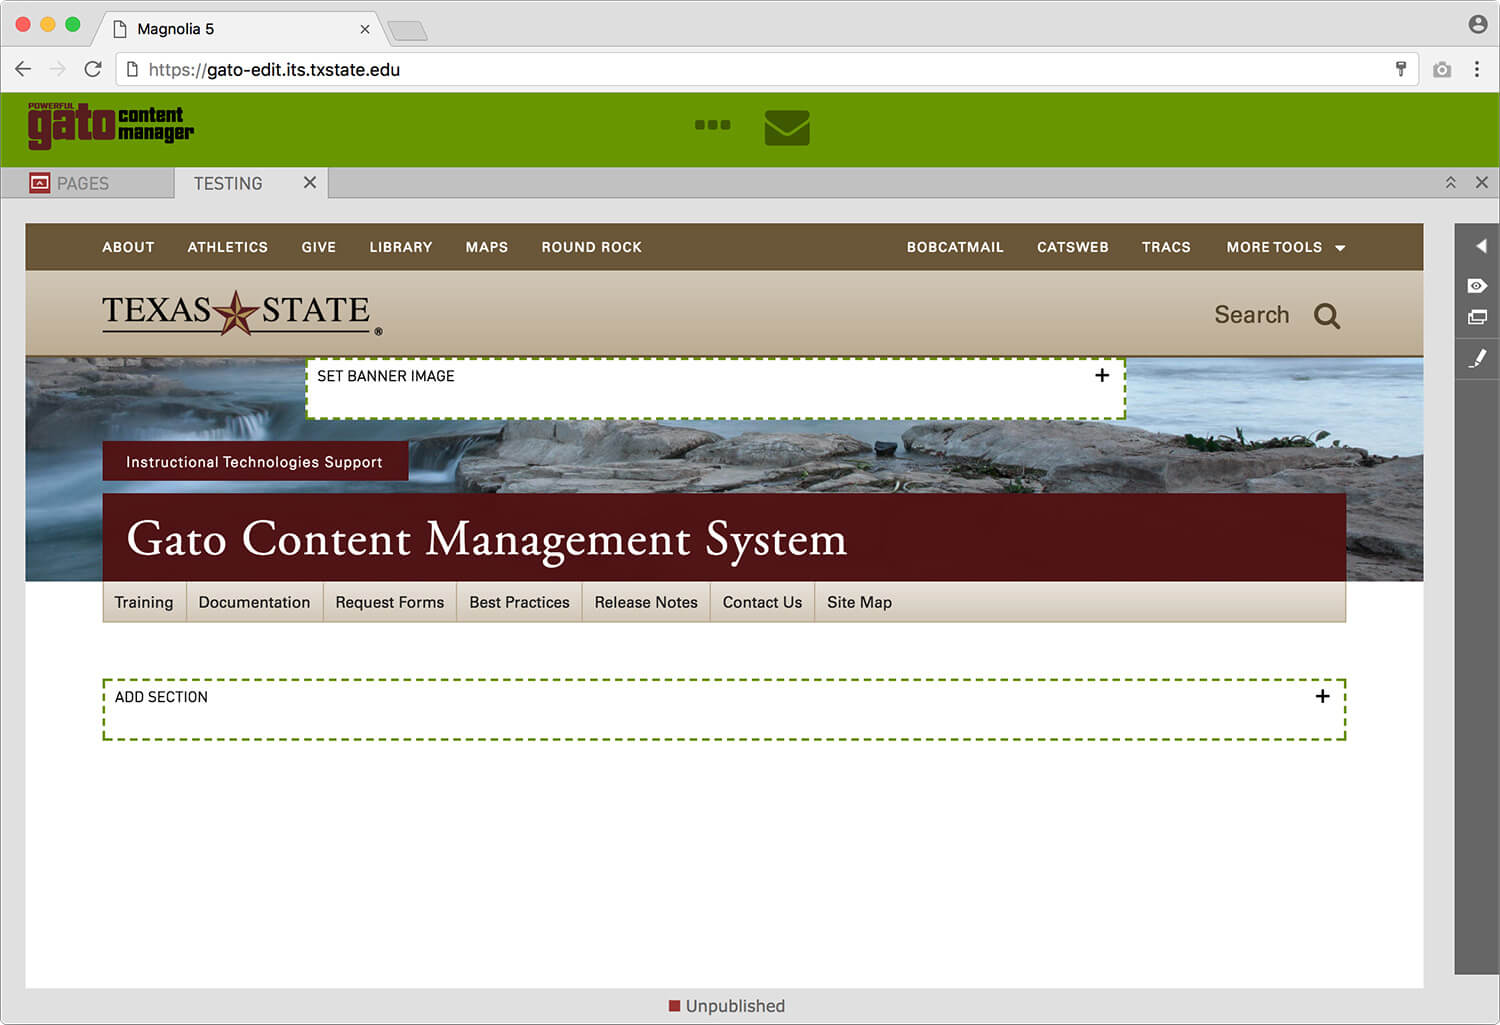 Magnolia 5
https://gato-edit.its.txstate.edu
POWERFUL
gato content manager
PAGES
TESTING
ABOUT ATHLETICS GIVE LIBRARY MAPS ROUND ROCK BOBCATMAIL CATSWEB TRACS MORE TOOLS
TEXAS STATE ®
Search
SET BANNER IMAGE +
Instructional Technologies Support
Gato Content Management System
Training Documentation Request Forms Best Practices Release Notes Contact Us Site Map
ADD SECTION +
Unpublished